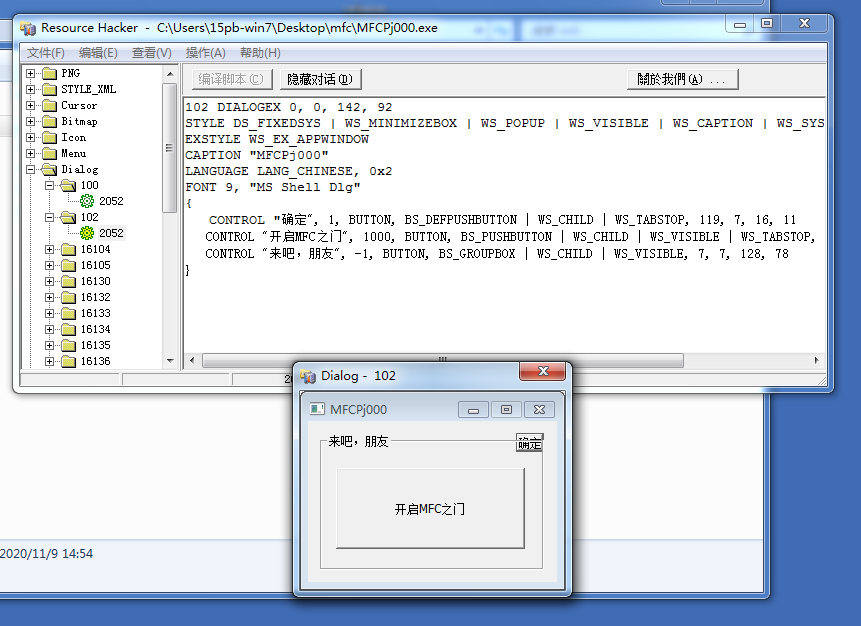 Resource Hacker - C:\Users\15pb-win7\Desktop\mfc\MFCPj000.exe
文件(F) 编辑(E) 查看(V) 操作(A) 帮助(H)
编译脚本(C) 隐藏对话(D) 關於我們(A) ...
PNG
STYLE_XML
Cursor
Bitmap
Icon
Menu
Dialog
100
2052
102
2052
16104
16105
16130
16132
16133
16134
16135
16136
102 DIALOGEX 0, 0, 142, 92
STYLE DS_FIXEDSYS | WS_MINIMIZEBOX | WS_POPUP | WS_VISIBLE | WS_CAPTION | WS_SYS
EXSTYLE WS_EX_APPWINDOW
CAPTION "MFCPj000"
LANGUAGE LANG_CHINESE, 0x2
FONT 9, "MS Shell Dlg"
{
CONTROL "确定", 1, BUTTON, BS_DEFPUSHBUTTON | WS_CHILD | WS_TABSTOP, 119, 7, 16, 11
CONTROL "开启MFC之门", 1000, BUTTON, BS_PUSHBUTTON | WS_CHILD | WS_VISIBLE | WS_TABSTOP,
CONTROL "来吧，朋友", -1, BUTTON, BS_GROUPBOX | WS_CHILD | WS_VISIBLE, 7, 7, 128, 78
}
Dialog - 102
MFCPj000
来吧，朋友
确定
开启MFC之门
2020/11/9 14:54